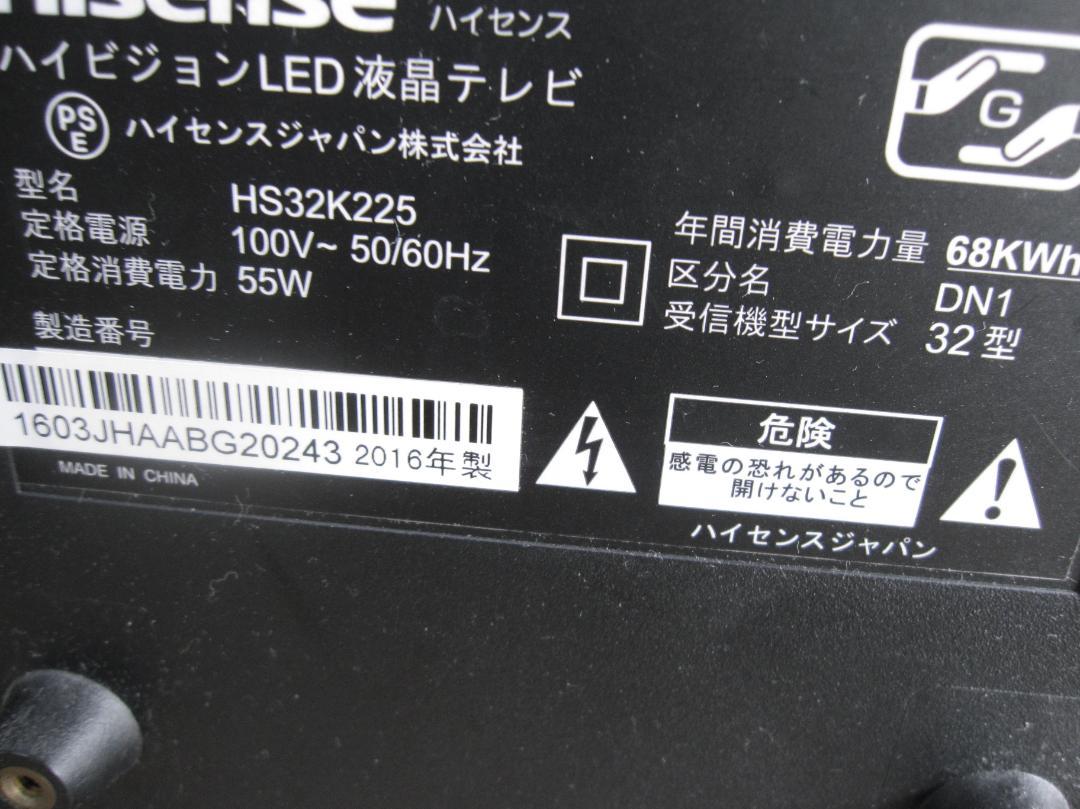 Hisense ハイセンス
ハイビジョンLED液晶テレビ
PSE ハイセンスジャパン株式会社
G
型名 HS32K225
定格電源 100V~ 50/60Hz
定格消費電力 55W
年間消費電力量 68KWh
区分名 DN1
受信機型サイズ 32型
製造番号
1603JHAABG20243 2016年製
MADE IN CHINA
危険
感電の恐れがあるので
開けないこと
ハイセンスジャパン